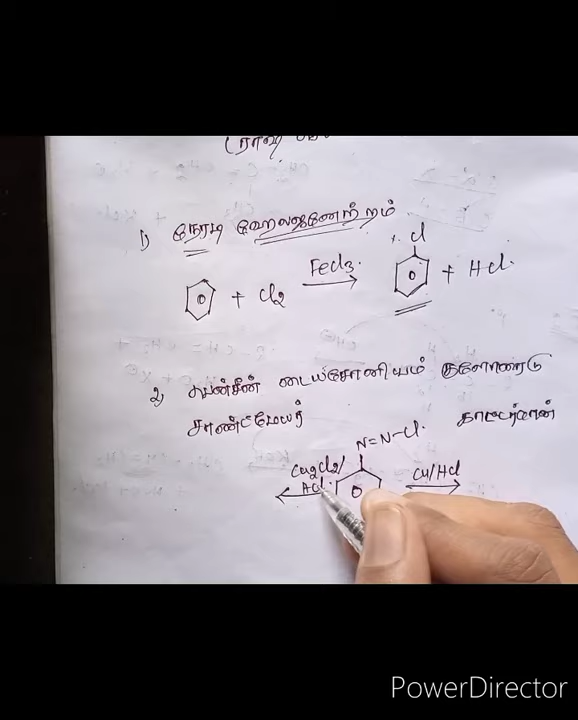 1) நேரடி ஹேலஜனேற்றம்
Cl
+ Cl2 FeCl3. + HCl.
2) பென்சீன் டையசோனியம் குளோரைடு
சாண்ட்மேயர் காட்டர்மான்
N=N-Cl.
Cu2Cl2/ Cu/HCl
HCl.
PowerDirector